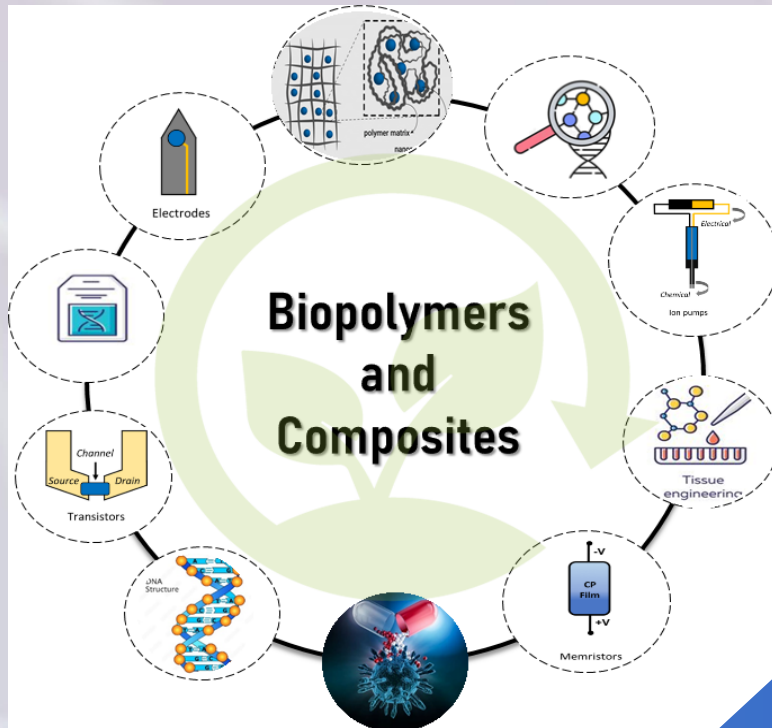 Biopolymers
and
Composites
polymer matrix
Electrical
Chemical
Ion pumps
Tissue
engineering
-V
CP
Film
+V
Memristors
DNA
Structure
Channel
Source
Drain
Transistors
Electrodes